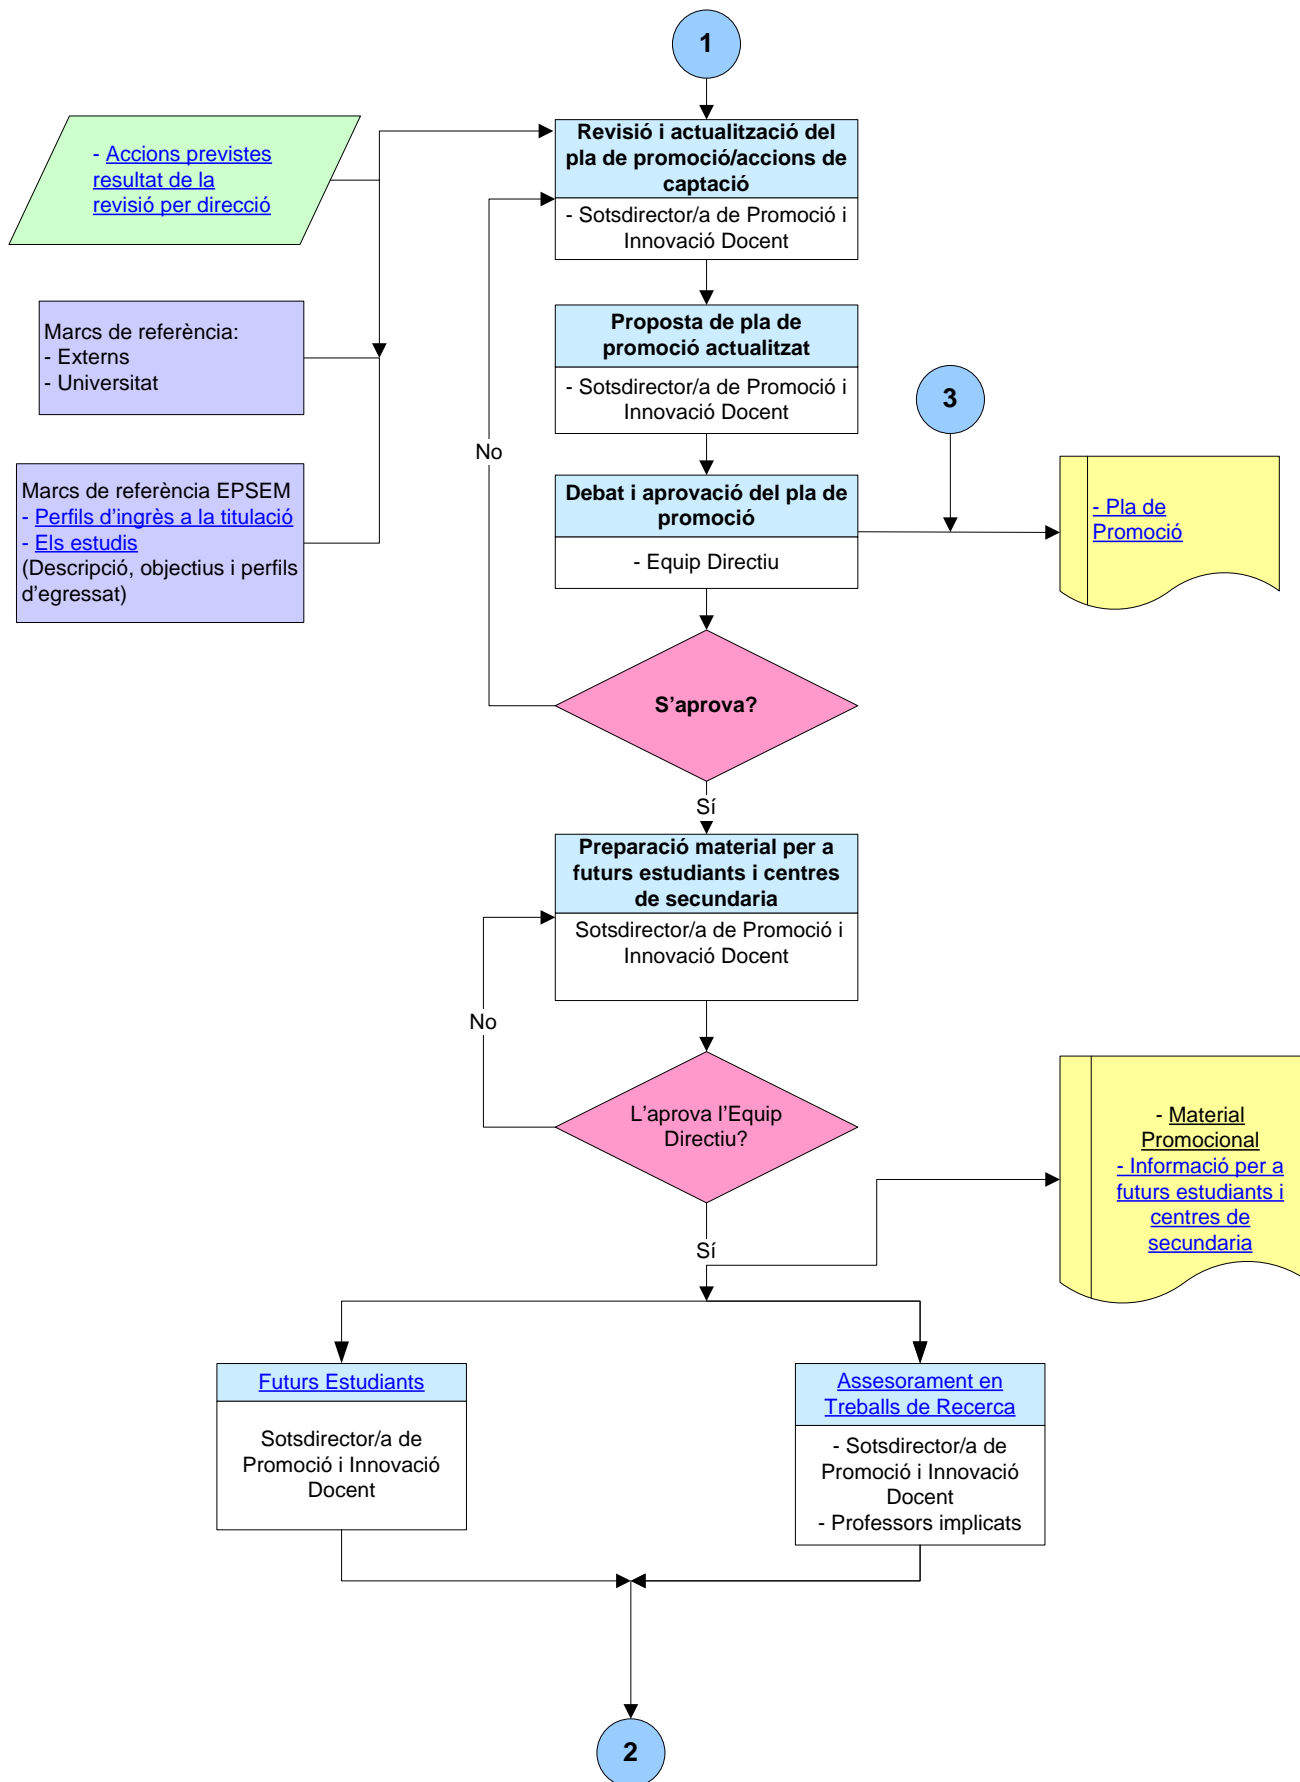 1
Revisió i actualització del
pla de promoció/accions de
captació
- Sotsdirector/a de Promoció i
Innovació Docent
- Accions previstes
resultat de la
revisió per direcció
Marcs de referència:
- Externs
- Universitat
Proposta de pla de
promoció actualitzat
- Sotsdirector/a de Promoció i
Innovació Docent
3
No
Marcs de referència EPSEM
- Perfils d'ingrès a la titulació
- Els estudis
(Descripció, objectius i perfils
d'egressat)
Debat i aprovació del pla de
promoció
- Equip Directiu
- Pla de
Promoció
S'aprova?
Sí
Preparació material per a
futurs estudiants i centres
de secundaria
Sotsdirector/a de Promoció i
Innovació Docent
No
L'aprova l'Equip
Directiu?
- Material
Promocional
- Informació per a
futurs estudiants i
centres de
secundaria
Sí
Futurs Estudiants
Sotsdirector/a de
Promoció i Innovació
Docent
Assesorament en
Treballs de Recerca
- Sotsdirector/a de
Promoció i Innovació
Docent
- Professors implicats
2